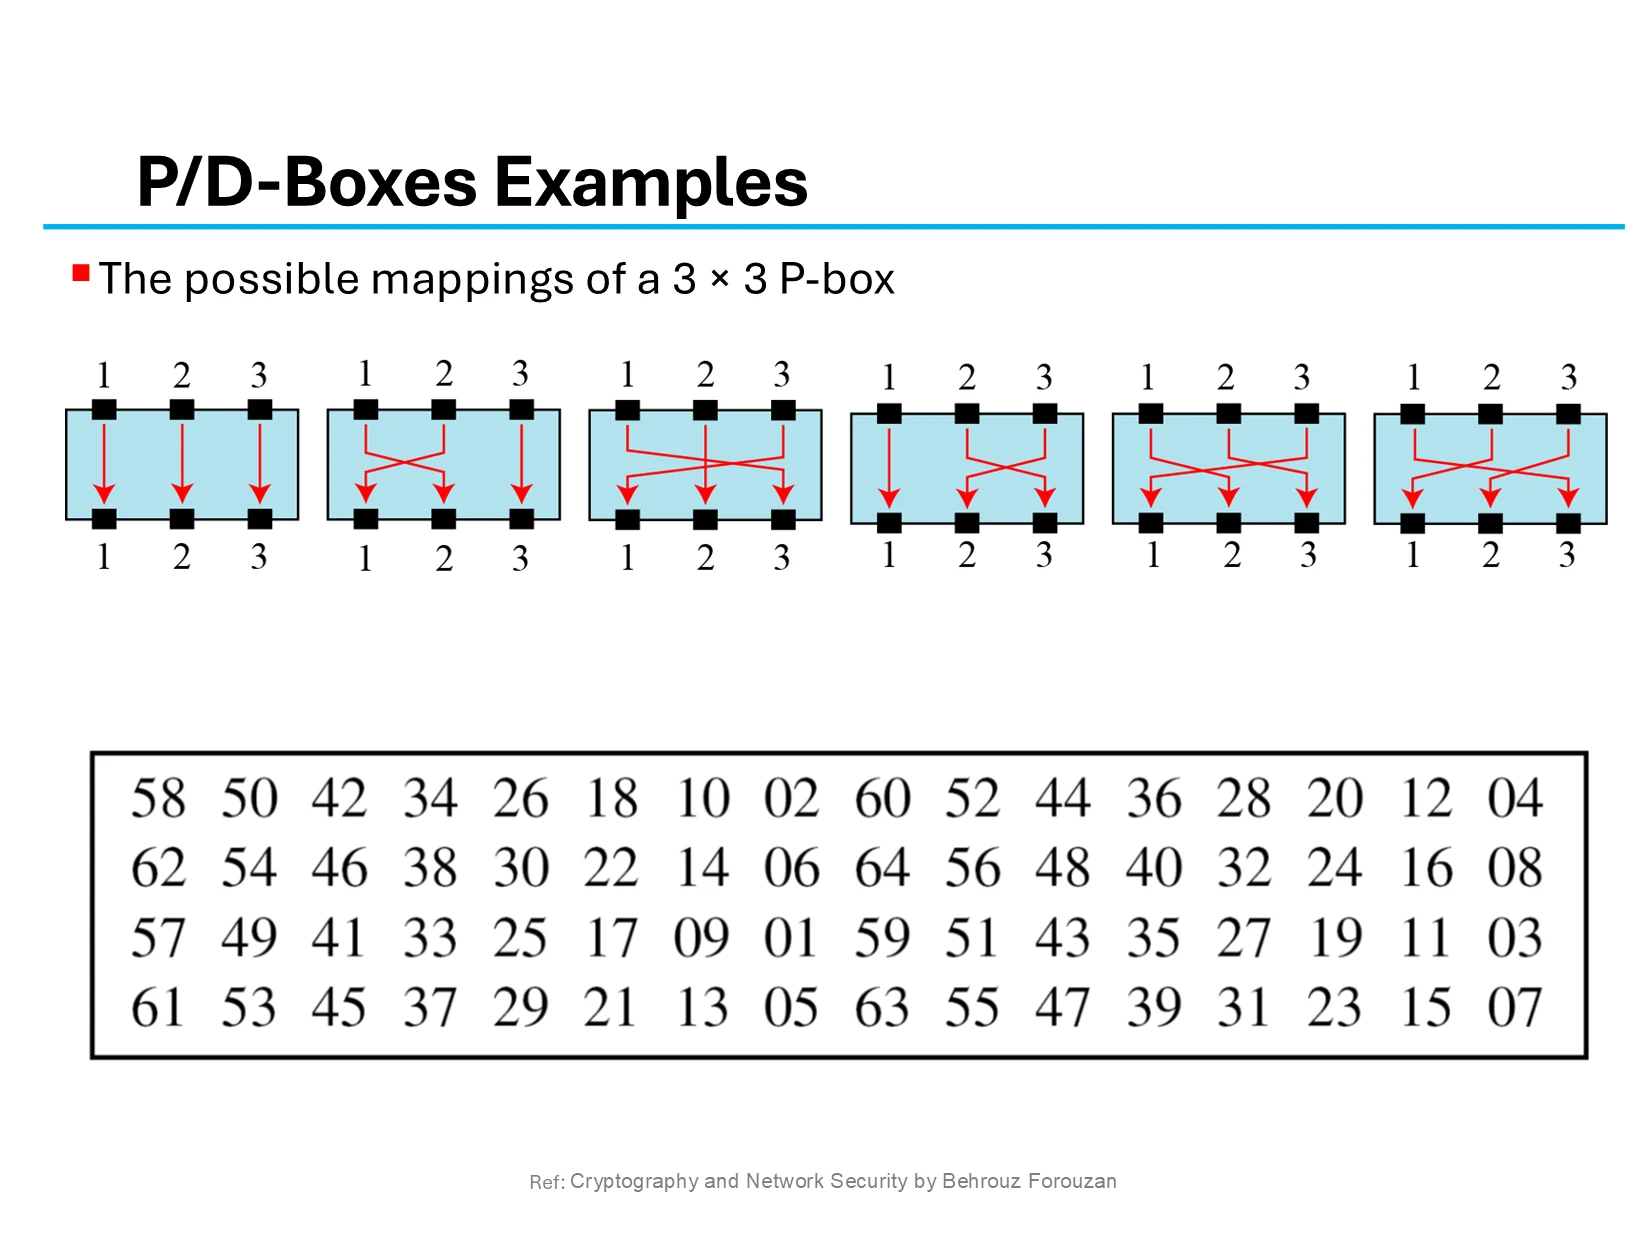 P/D-Boxes Examples
The possible mappings of a 3 × 3 P-box
1 2 3 1 2 3 1 2 3 1 2 3 1 2 3 1 2 3
1 2 3 1 2 3 1 2 3 1 2 3 1 2 3 1 2 3
58 50 42 34 26 18 10 02 60 52 44 36 28 20 12 04
62 54 46 38 30 22 14 06 64 56 48 40 32 24 16 08
57 49 41 33 25 17 09 01 59 51 43 35 27 19 11 03
61 53 45 37 29 21 13 05 63 55 47 39 31 23 15 07
Ref: Cryptography and Network Security by Behrouz Forouzan